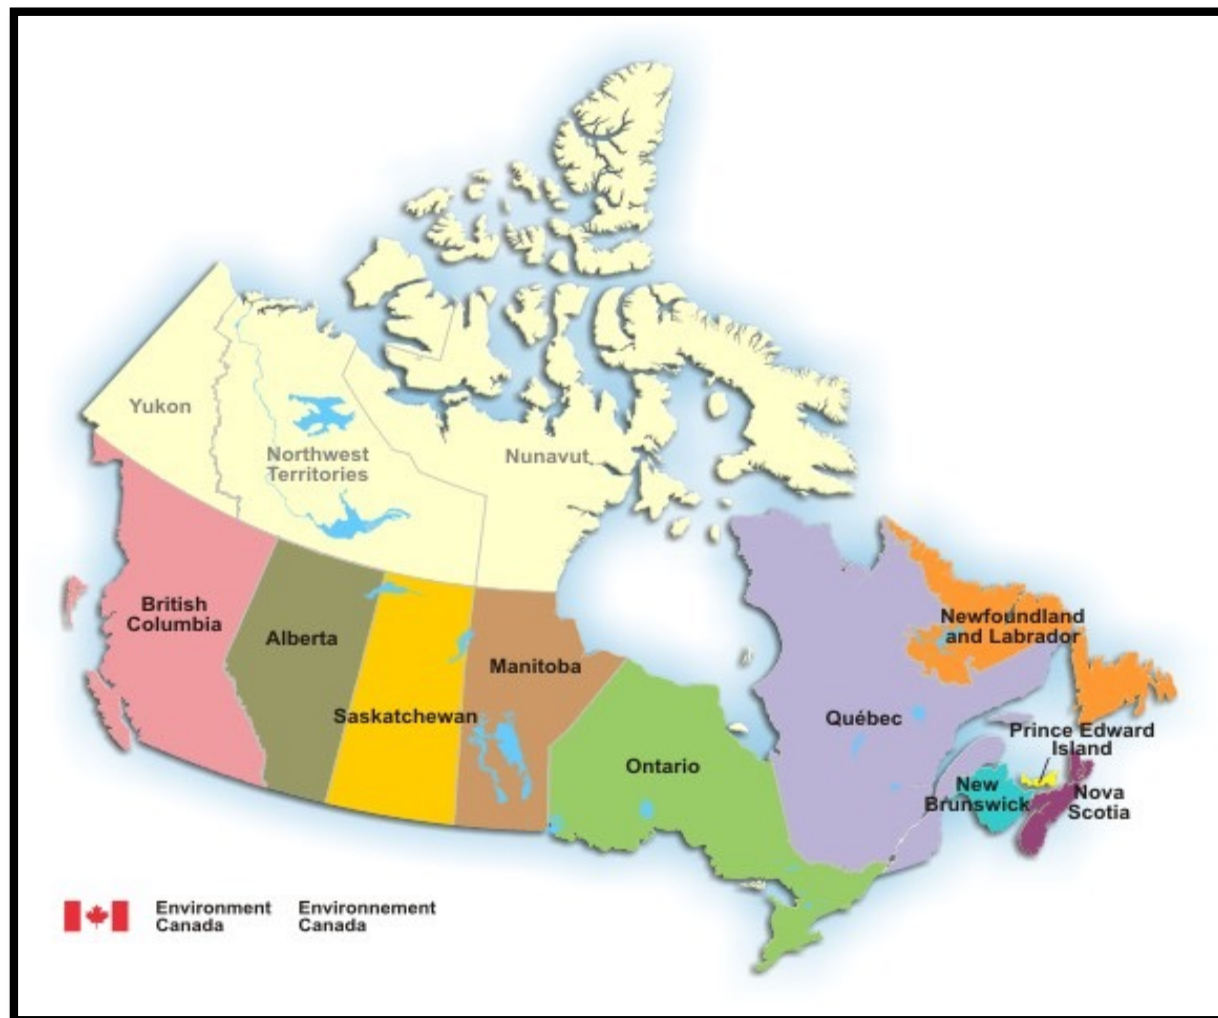 Yukon
Northwest
Territories
Nunavut
British
Columbia
Alberta
Saskatchewan
Manitoba
Ontario
Québec
Newfoundland
and Labrador
Prince Edward
Island
New
Brunswick
Nova
Scotia
Environment
Canada
Environnement
Canada